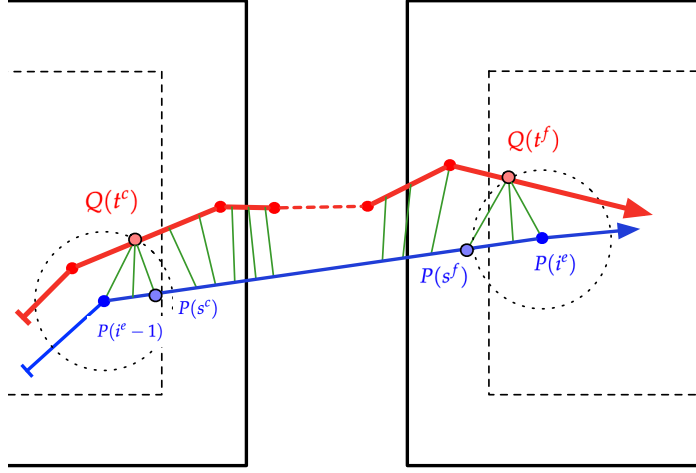 Q(t^f)
Q(t^c)
P(i^e)
P(s^f)
P(s^c)
P(i^e − 1)